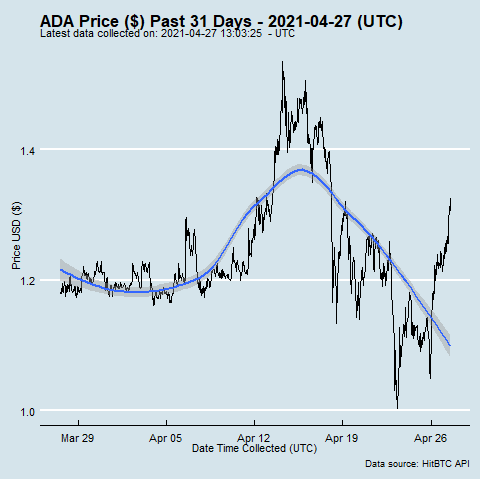 ADA Price ($) Past 31 Days - 2021-04-27 (UTC)
Latest data collected on: 2021-04-27 13:03:25  - UTC
Price USD ($)
1.4
1.2
1.0
Mar 29
Apr 05
Apr 12
Apr 19
Apr 26
Date Time Collected (UTC)
Data source: HitBTC API